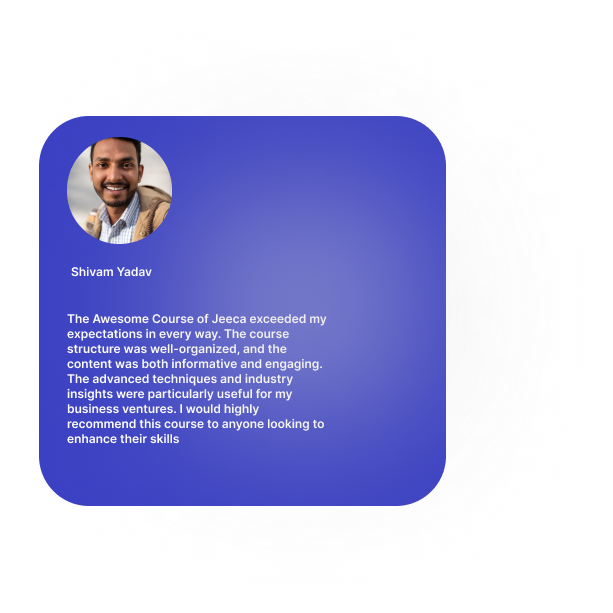 Shivam Yadav
The Awesome Course of Jeeca exceeded my
expectations in every way. The course
structure was well-organized, and the
content was both informative and engaging.
The advanced techniques and industry
insights were particularly useful for my
business ventures. I would highly
recommend this course to anyone looking to
enhance their skills